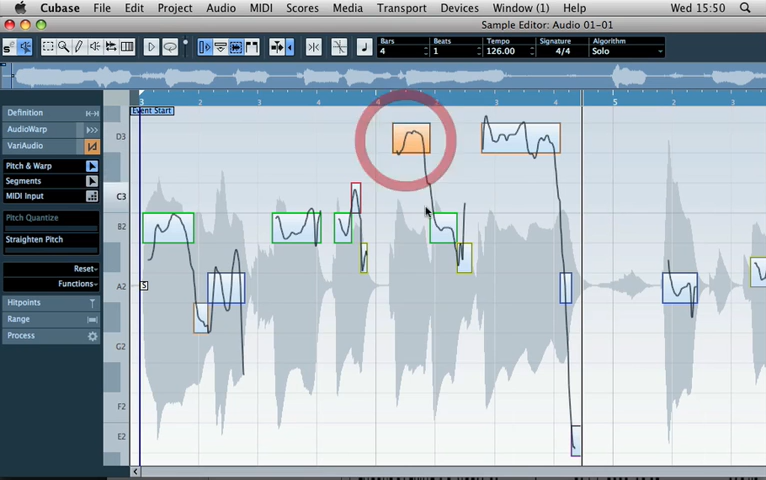 Cubase File Edit Project Audio MIDI Scores Media Transport Devices Window (1) Help Wed 15:50
Sample Editor: Audio 01-01
Bars Beats Tempo Signature Algorithm
4 1 126.00 4/4 Solo
3 2 3 4 4 2 3 4 5 2 3
Event Start
Definition
AudioWarp
VariAudio
Pitch & Warp
Segments
MIDI Input
Pitch Quantize
Straighten Pitch
Reset
Functions
Hitpoints
Range
Process
D3
C3
B2
A2
G2
F2
E2
S